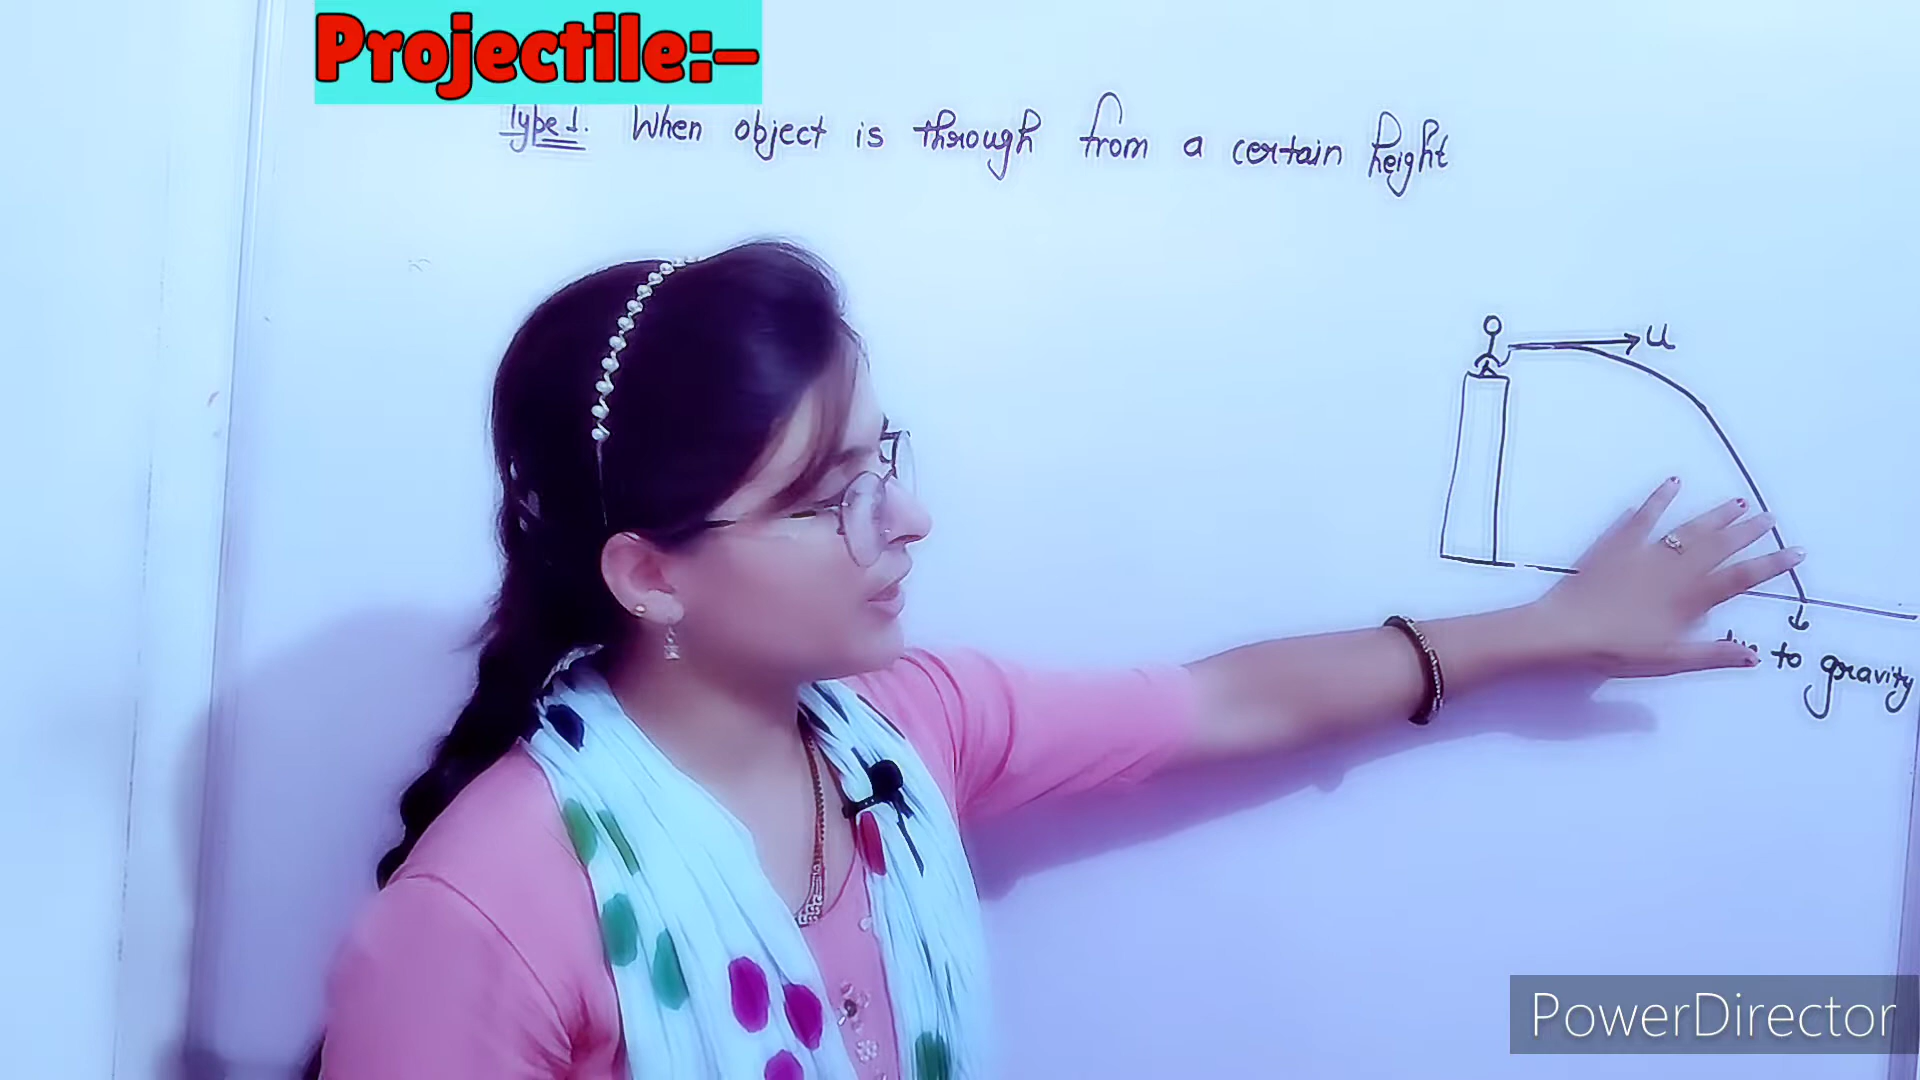 Projectile:–
Type 1. When object is through from a certain height
u
to gravity
PowerDirector